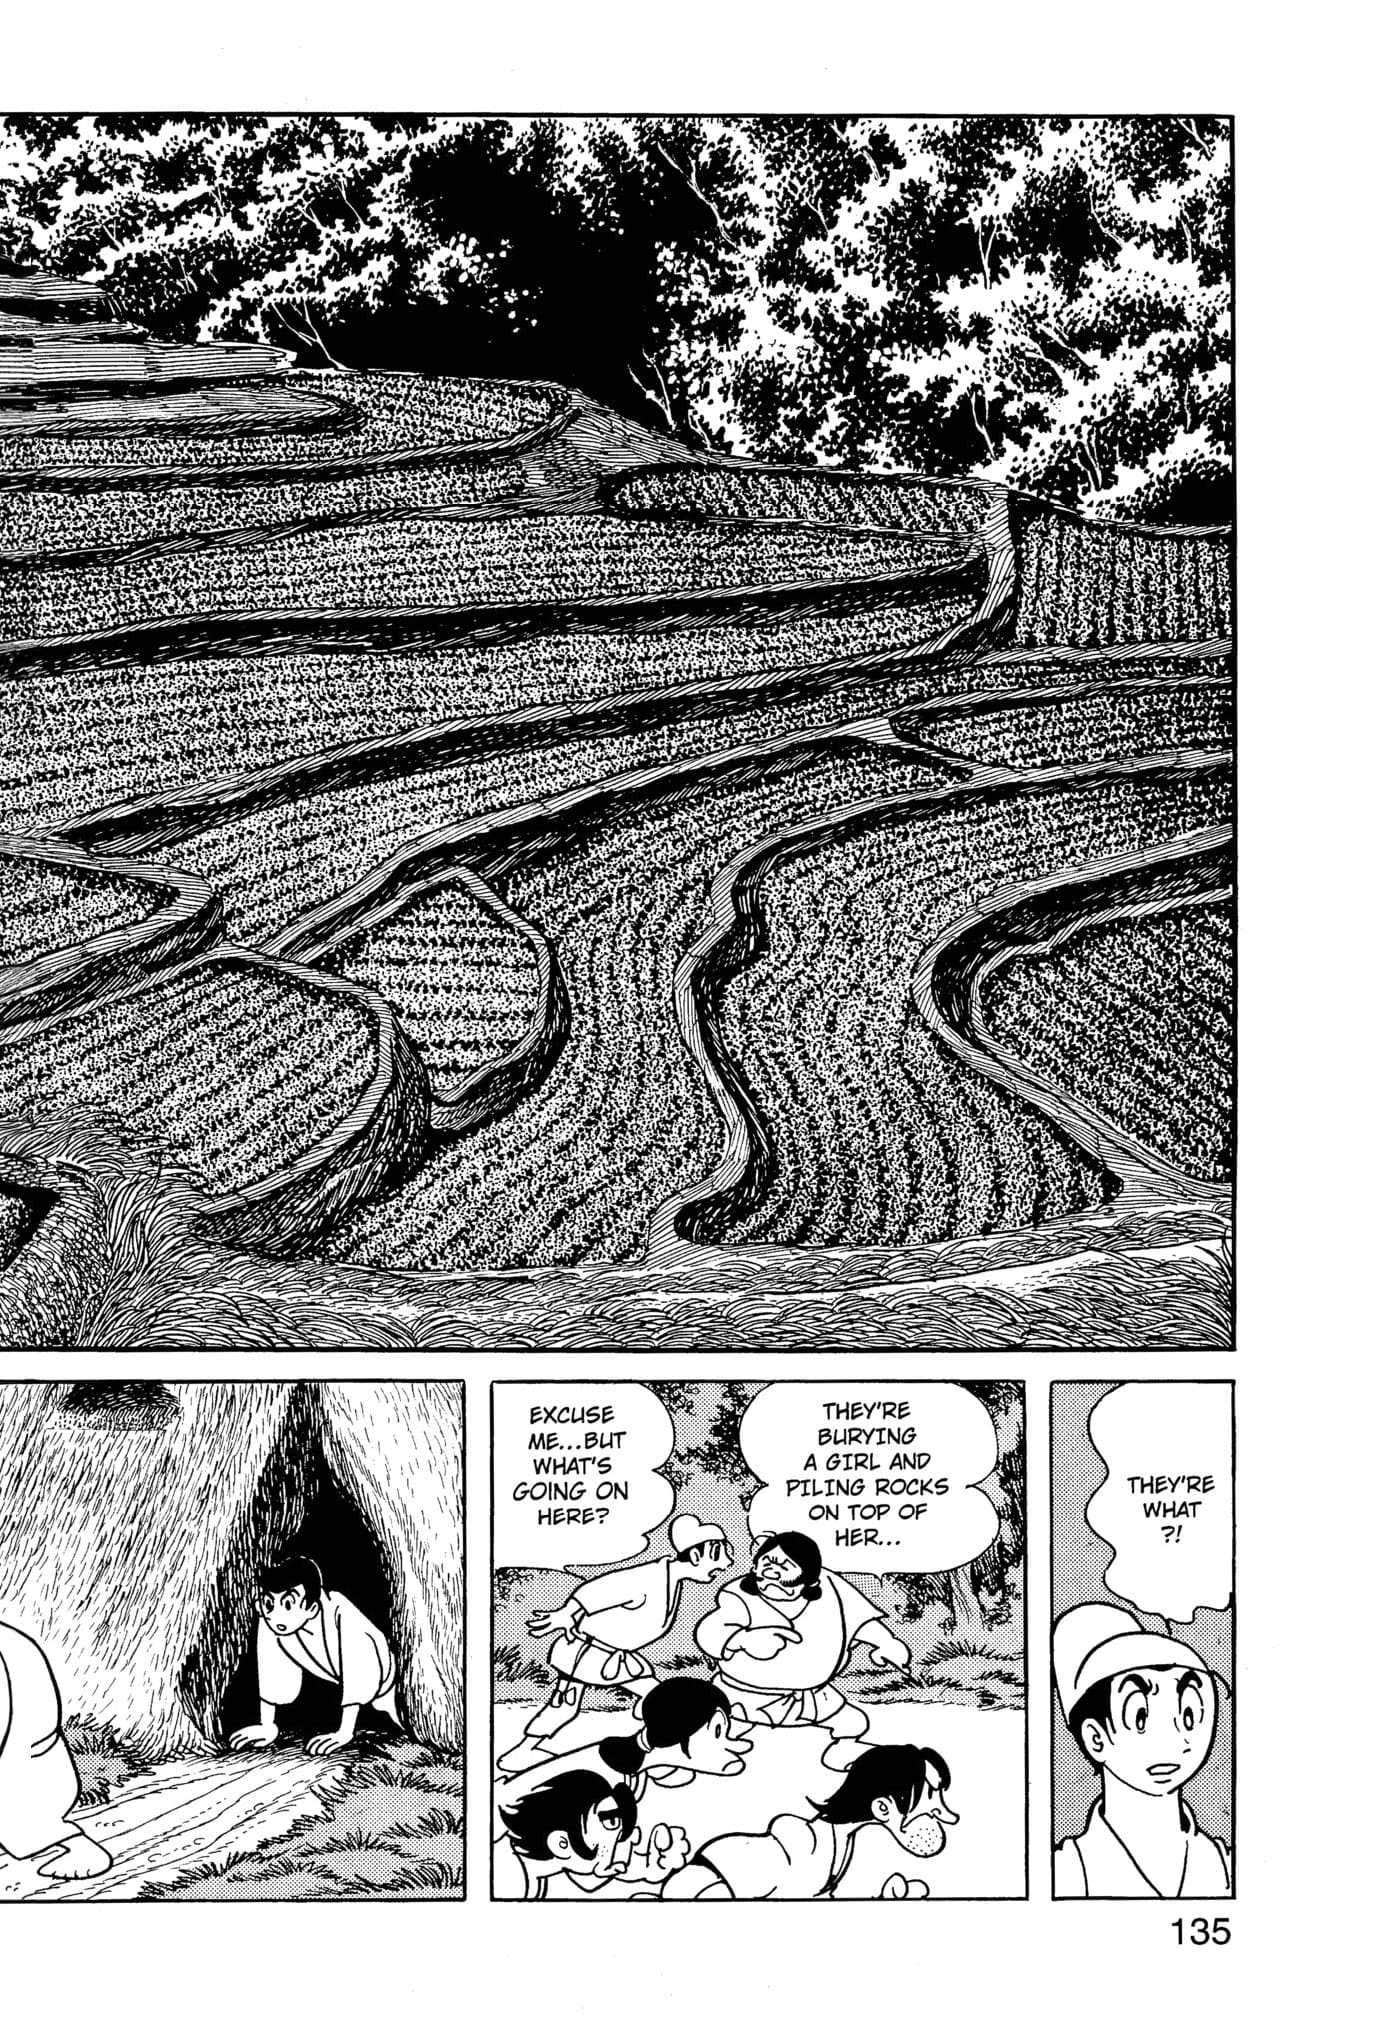 EXCUSE
ME...BUT
WHAT'S
GOING ON
HERE?
THEY'RE
BURYING
A GIRL AND
PILING ROCKS
ON TOP OF
HER...
THEY'RE
WHAT
?!
135